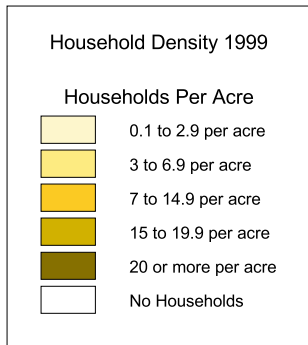 Household Density 1999
Households Per Acre
0.1 to 2.9 per acre
3 to 6.9 per acre
7 to 14.9 per acre
15 to 19.9 per acre
20 or more per acre
No Households